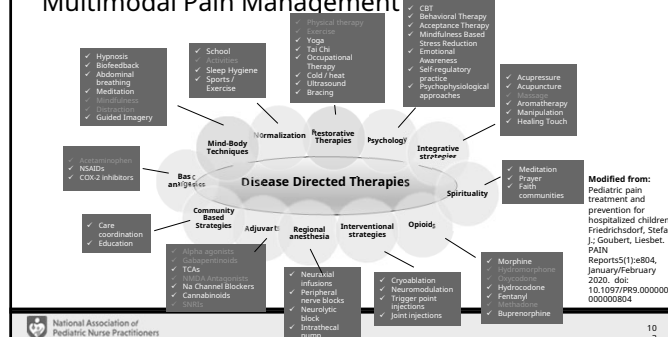 Multimodal Pain Management
✓ Hypnosis
✓ Biofeedback
✓ Abdominal
breathing
✓ Meditation
✓ Mindfulness
✓ Distraction
✓ Guided Imagery
✓ School
✓ Activities
✓ Sleep Hygiene
✓ Sports /
Exercise
✓ Physical therapy
✓ Exercise
✓ Yoga
✓ Tai Chi
✓ Occupational
Therapy
✓ Cold / heat
✓ Ultrasound
✓ Bracing
✓ CBT
✓ Behavioral Therapy
✓ Acceptance Therapy
✓ Mindfulness Based
Stress Reduction
✓ Emotional
Awareness
✓ Self-regulatory
practice
✓ Psychophysiological
approaches
✓ Acupressure
✓ Acupuncture
✓ Massage
✓ Aromatherapy
✓ Manipulation
✓ Healing Touch
Mind-Body
Techniques
Normalization
Restorative
Therapies
Psychology
Integrative
strategies
✓ Acetaminophen
✓ NSAIDs
✓ COX-2 inhibitors
Basic
analgesics
Disease Directed Therapies
Spirituality
✓ Meditation
✓ Prayer
✓ Faith
communities
✓ Care
coordination
✓ Education
Community
Based
Strategies
Adjuvants
Regional
anesthesia
Interventional
strategies
Opioids
✓ Alpha agonists
✓ Gabapentinoids
✓ TCAs
✓ NMDA Antagonists
✓ Na Channel Blockers
✓ Cannabinoids
✓ SNRIs
✓ Neuraxial
infusions
✓ Peripheral
nerve blocks
✓ Neurolytic
block
✓ Intrathecal
pump
✓ Cryoablation
✓ Neuromodulation
✓ Trigger point
injections
✓ Joint injections
✓ Morphine
✓ Hydromorphone
✓ Oxycodone
✓ Hydrocodone
✓ Fentanyl
✓ Methadone
✓ Buprenorphine
Modified from:
Pediatric pain
treatment and
prevention for
hospitalized children
Friedrichsdorf, Stefa
J.; Goubert, Liesbet.
PAIN
Reports5(1):e804,
January/February
2020. doi:
10.1097/PR9.000000
000000804
National Association of
Pediatric Nurse Practitioners
10